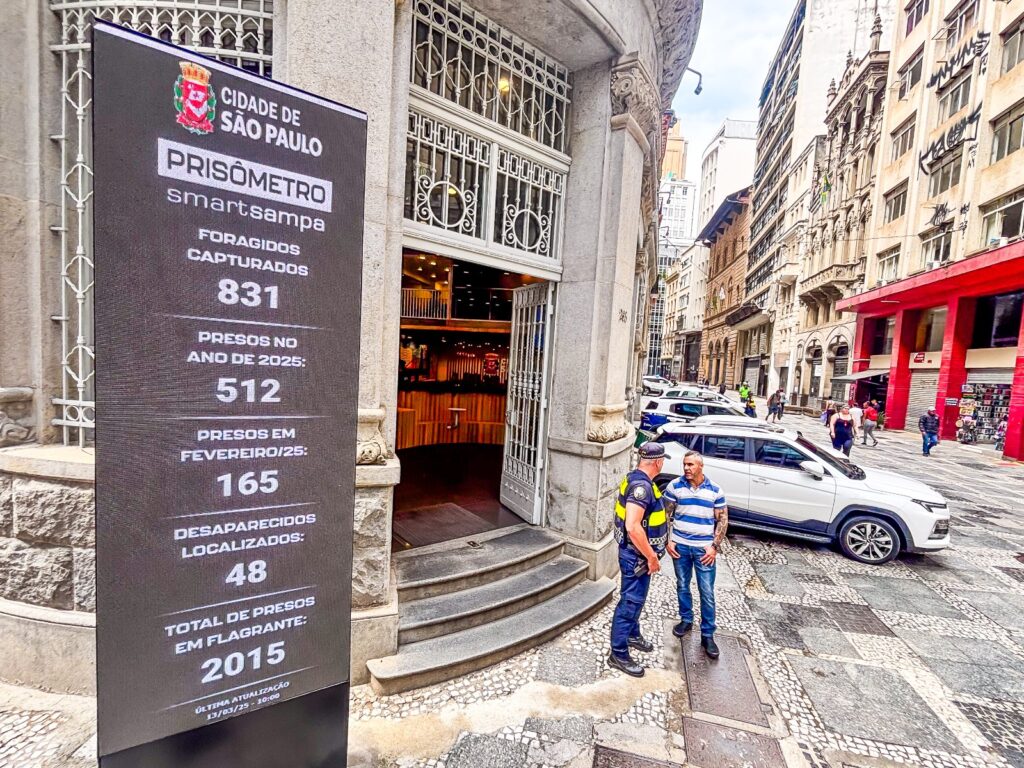 CIDADE DE
SÃO PAULO
PRISÔMETRO
smartsampa
FORAGIDOS
CAPTURADOS
831
PRESOS NO
ANO DE 2025:
512
PRESOS EM
FEVEREIRO/25:
165
DESAPARECIDOS
LOCALIZADOS:
48
TOTAL DE PRESOS
EM FLAGRANTE:
2015
ÚLTIMA ATUALIZAÇÃO
13/03/25 - 10:00